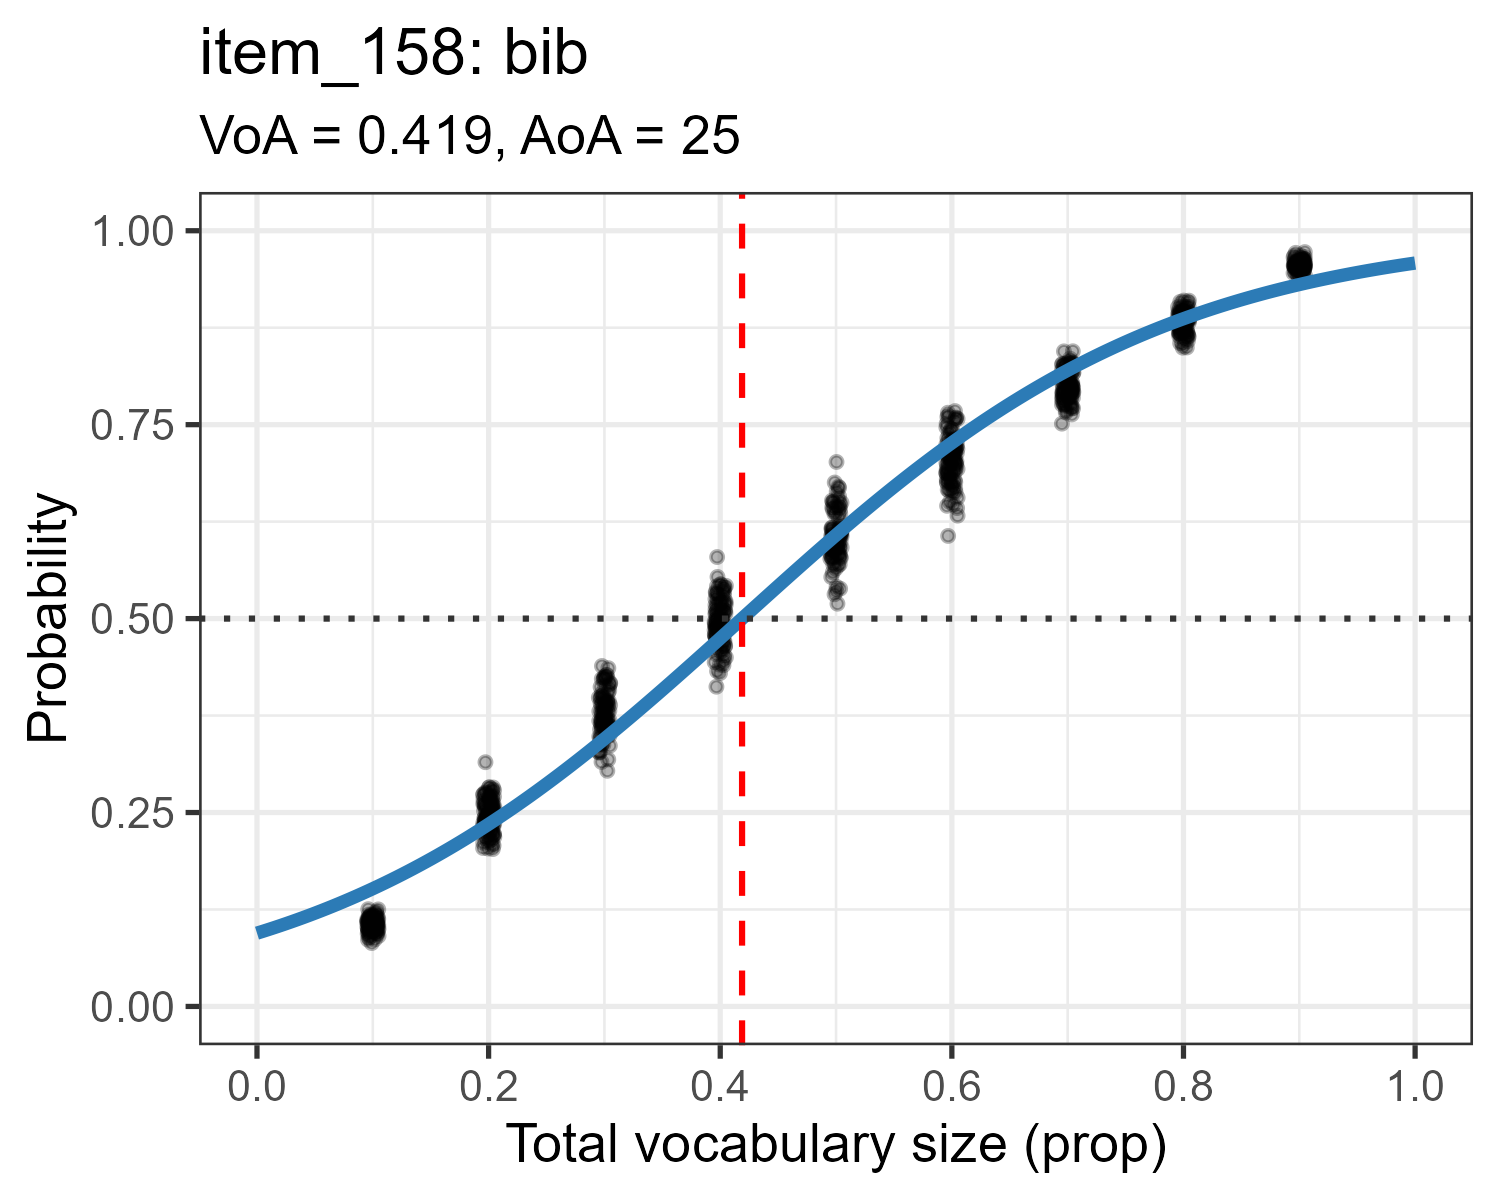 item_158: bib
VoA = 0.419, AoA = 25
1.00
0.75
0.50
0.25
0.00
Probability
0.0 0.2 0.4 0.6 0.8 1.0
Total vocabulary size (prop)